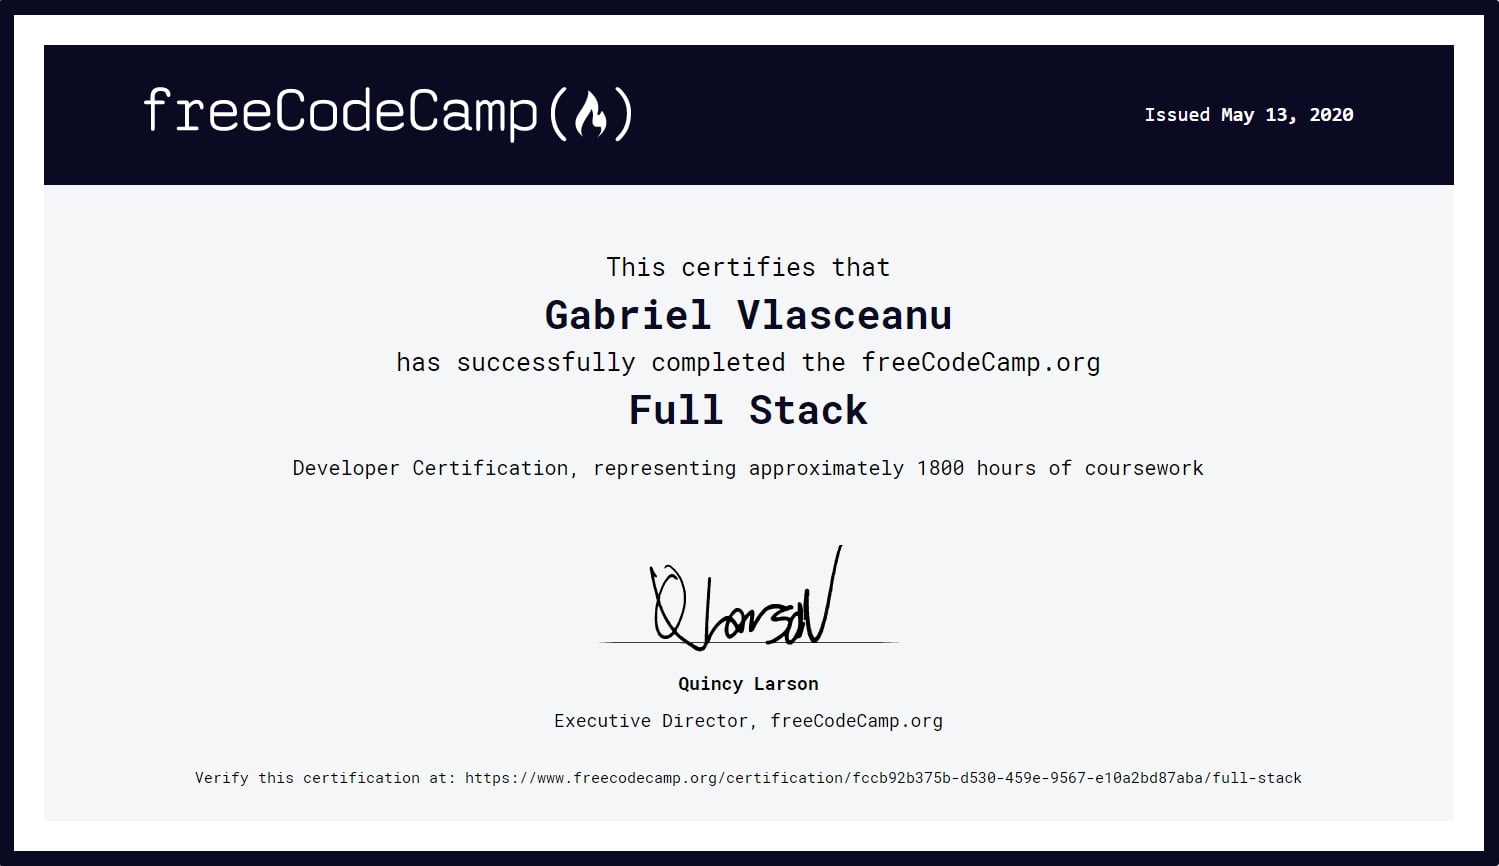 freeCodeCamp(🔥)
Issued May 13, 2020
This certifies that
Gabriel Vlasceanu
has successfully completed the freeCodeCamp.org
Full Stack
Developer Certification, representing approximately 1800 hours of coursework
Q Larson
Quincy Larson
Executive Director, freeCodeCamp.org
Verify this certification at: https://www.freecodecamp.org/certification/fccb92b375b-d530-459e-9567-e10a2bd87aba/full-stack